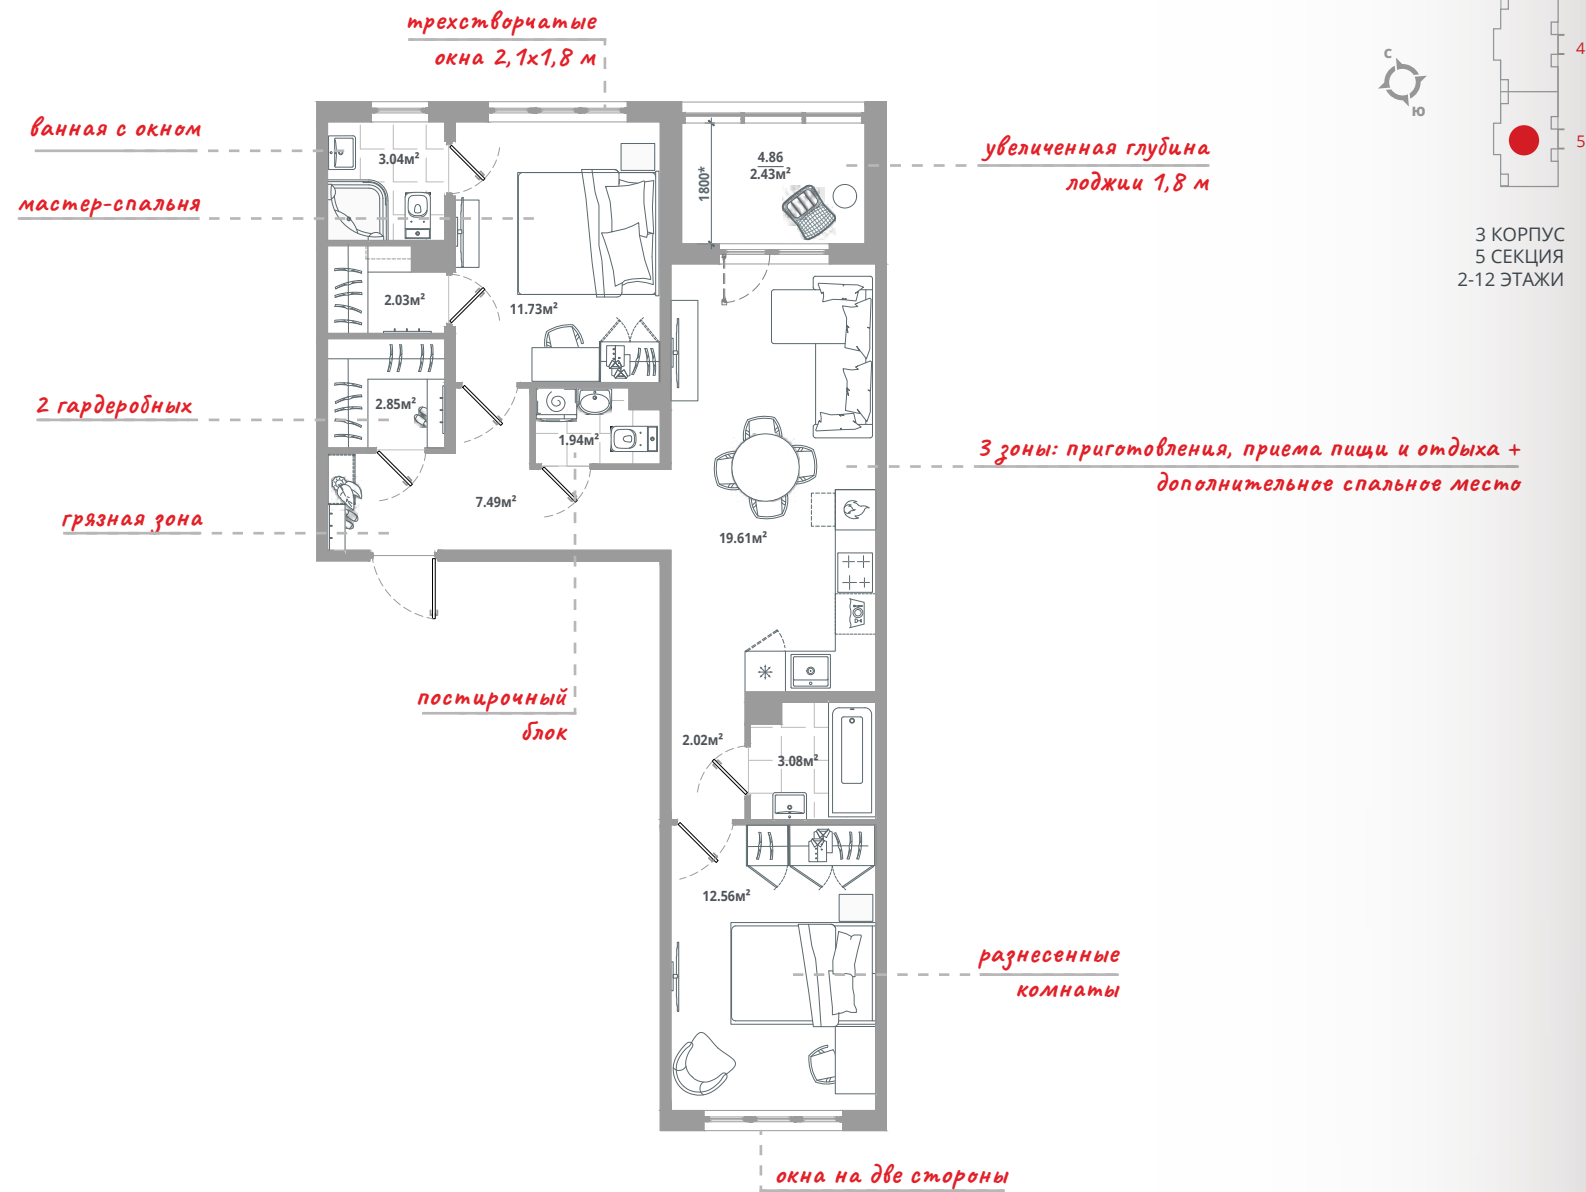 трехстворчатые
окна 2,1х1,8 м
с
ю
4
5
3 КОРПУС
5 СЕКЦИЯ
2-12 ЭТАЖИ
ванная с окном
мастер-спальня
2 гардеробных
грязная зона
постирочный
блок
увеличенная глубина
лоджии 1,8 м
3 зоны: приготовления, приема пищи и отдыха +
дополнительное спальное место
разнесенные
комнаты
окна на две стороны
3.04м²
4.86
2.43м²
1800*
2.03м²
11.73м²
2.85м²
1.94м²
7.49м²
19.61м²
2.02м²
3.08м²
12.56м²